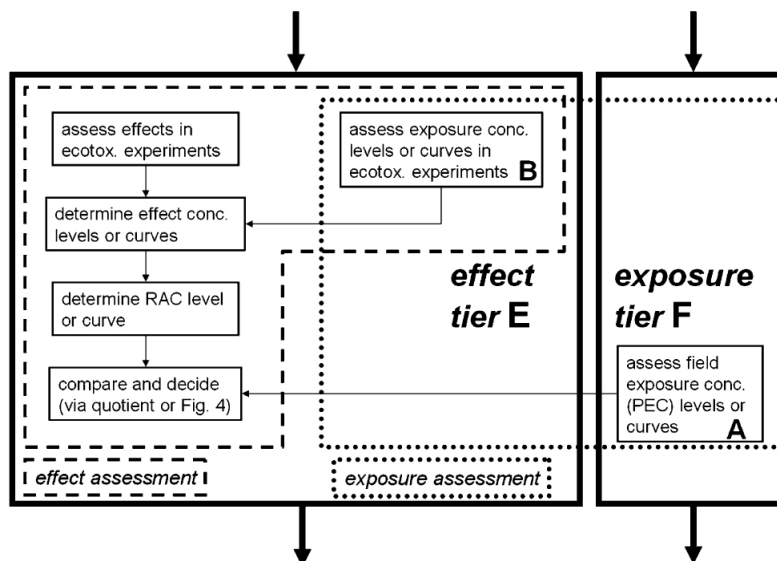 assess effects in
ecotox. experiments
assess exposure conc.
levels or curves in
ecotox. experiments B
determine effect conc.
levels or curves
determine RAC level
or curve
compare and decide
(via quotient or Fig. 4)
effect
tier E
exposure
tier F
assess field
exposure conc.
(PEC) levels or
curves A
effect assessment
exposure assessment